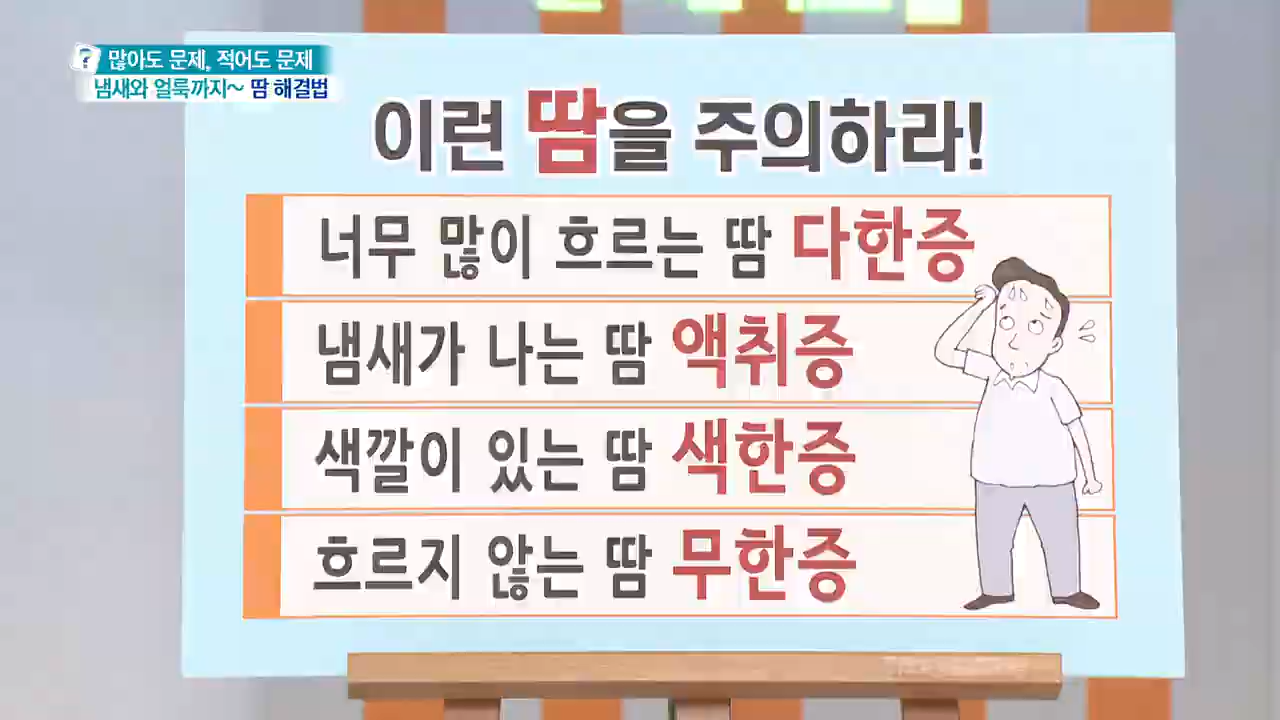 ? 많아도 문제, 적어도 문제
냄새와 얼룩까지~ 땀 해결법
이런 땀을 주의하라!
너무 많이 흐르는 땀 다한증
냄새가 나는 땀 액취증
색깔이 있는 땀 색한증
흐르지 않는 땀 무한증